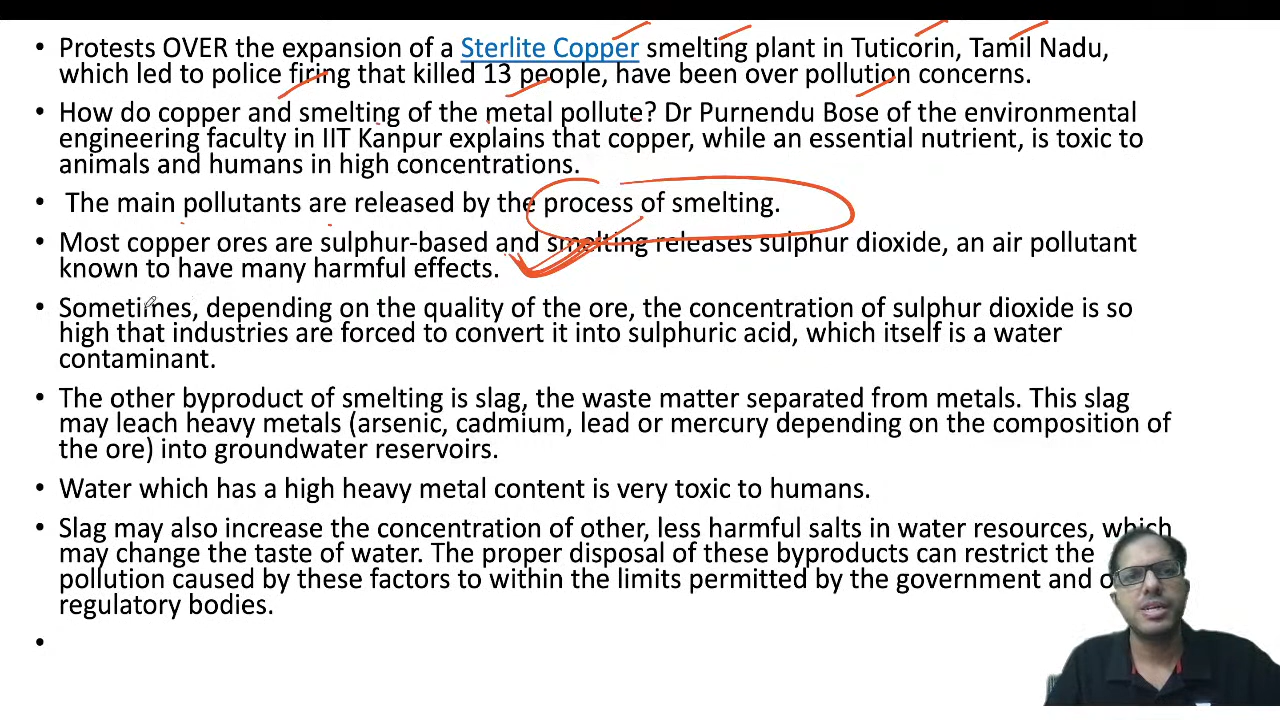 • Protests OVER the expansion of a Sterlite Copper smelting plant in Tuticorin, Tamil Nadu,
which led to police firing that killed 13 people, have been over pollution concerns.
• How do copper and smelting of the metal pollute? Dr Purnendu Bose of the environmental
engineering faculty in IIT Kanpur explains that copper, while an essential nutrient, is toxic to
animals and humans in high concentrations.
• The main pollutants are released by the process of smelting.
• Most copper ores are sulphur-based and smelting releases sulphur dioxide, an air pollutant
known to have many harmful effects.
• Sometimes, depending on the quality of the ore, the concentration of sulphur dioxide is so
high that industries are forced to convert it into sulphuric acid, which itself is a water
contaminant.
• The other byproduct of smelting is slag, the waste matter separated from metals. This slag
may leach heavy metals (arsenic, cadmium, lead or mercury depending on the composition of
the ore) into groundwater reservoirs.
• Water which has a high heavy metal content is very toxic to humans.
• Slag may also increase the concentration of other, less harmful salts in water resources, which
may change the taste of water. The proper disposal of these byproducts can restrict the
pollution caused by these factors to within the limits permitted by the government and
regulatory bodies.
•